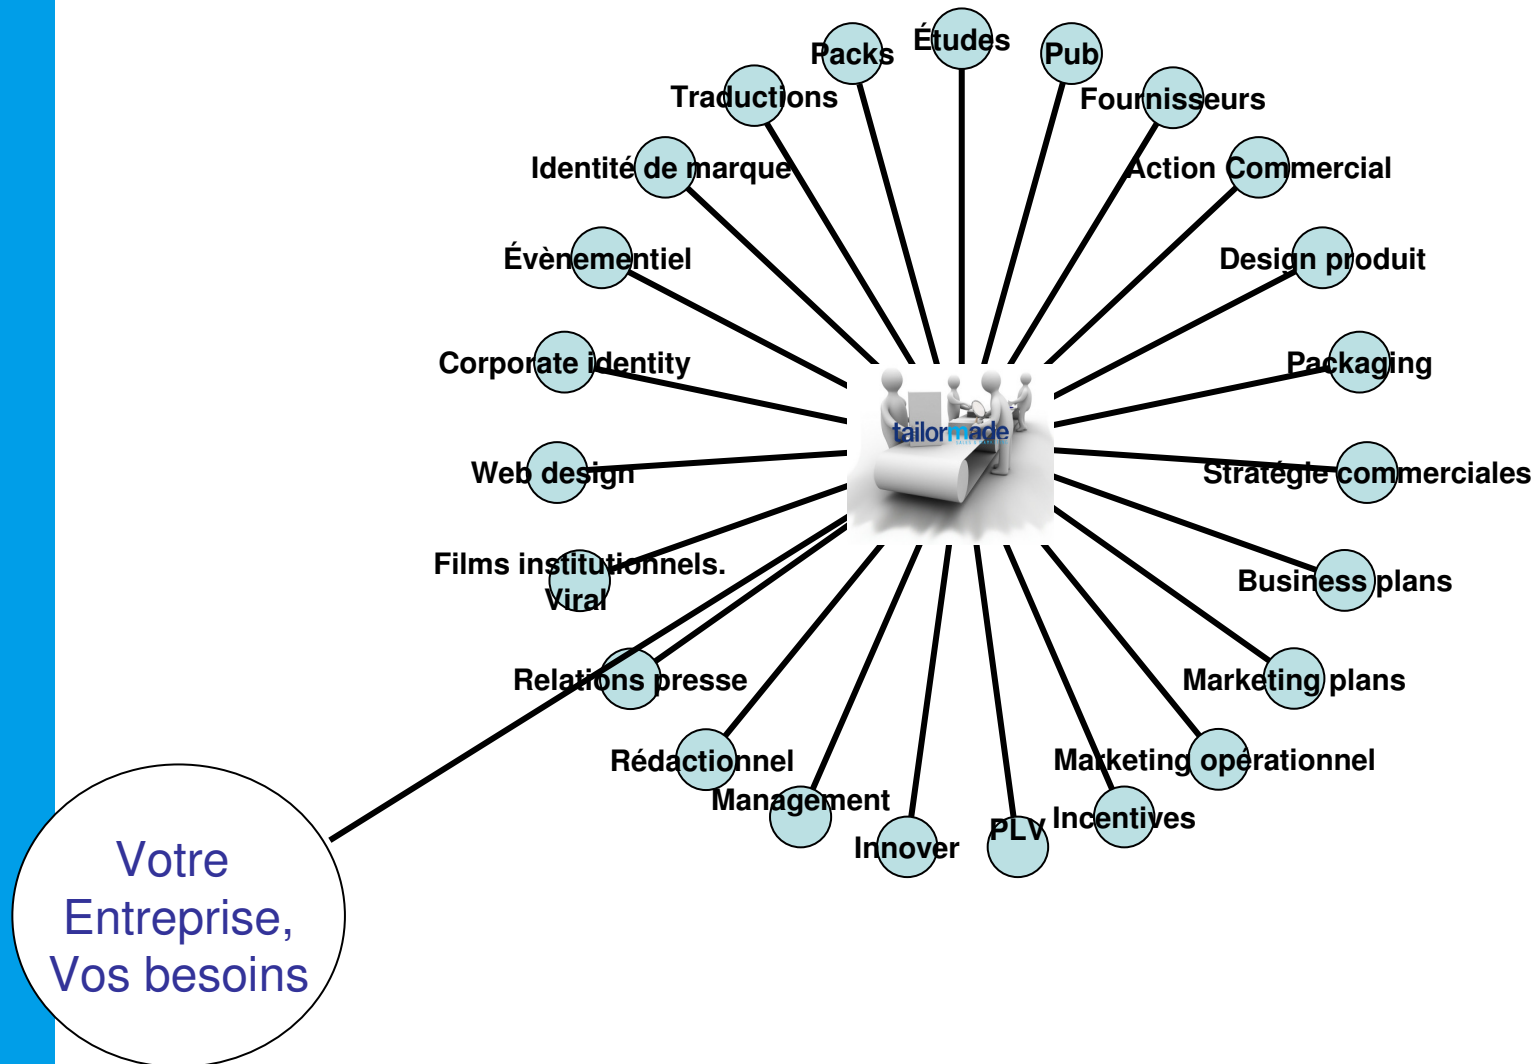 Études
Packs
Pub
Traductions
Fournisseurs
Identité de marque
Action Commercial
Évènementiel
Design produit
Corporate identity
Packaging
tailormade
Web design
Stratégie commerciales
Films institutionnels.
Viral
Business plans
Relations presse
Marketing plans
Rédactionnel
Marketing opérationnel
Management
Incentives
Innover
PLV
Votre
Entreprise,
Vos besoins